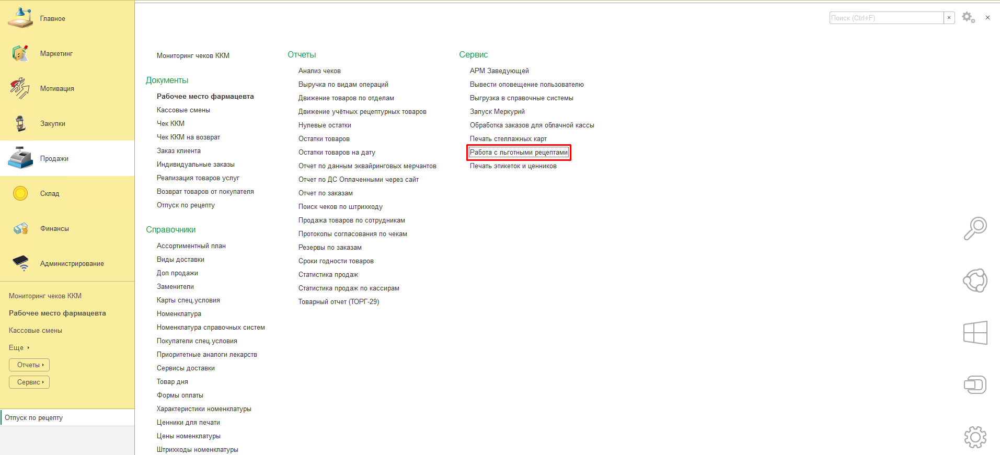 Главное
Маркетинг
Мотивация
Закупки
Продажи
Склад
Финансы
Администрирование
Мониторинг чеков ККМ
Рабочее место фармацевта
Кассовые смены
Еще
Отчеты
Сервис
Отпуск по рецепту
Поиск (Ctrl+F)
Мониторинг чеков ККМ
Документы
Рабочее место фармацевта
Кассовые смены
Чек ККМ
Чек ККМ на возврат
Заказ клиента
Индивидуальные заказы
Реализация товаров услуг
Возврат товаров от покупателя
Отпуск по рецепту
Справочники
Ассортиментный план
Виды доставки
Доп продажи
Заменители
Карты спец.условия
Номенклатура
Номенклатура справочных систем
Покупатели спец.условия
Приоритетные аналоги лекарств
Сервисы доставки
Товар дня
Формы оплаты
Характеристики номенклатуры
Ценники для печати
Цены номенклатуры
Штрихкоды номенклатуры
Отчеты
Анализ чеков
Выручка по видам операций
Движение товаров по отделам
Движение учётных рецептурных товаров
Нулевые остатки
Остатки товаров
Остатки товаров на дату
Отчет по данным эквайринговых мерчантов
Отчет по ДС Оплаченными через сайт
Отчет по заказам
Поиск чеков по штрихкоду
Продажа товаров по сотрудникам
Протоколы согласования по чекам
Резервы по заказам
Сроки годности товаров
Статистика продаж
Статистика продаж по кассирам
Товарный отчет (ТОРГ-29)
Сервис
АРМ Заведующей
Вывести оповещение пользователю
Выгрузка в справочные системы
Запуск Меркурий
Обработка заказов для облачной кассы
Печать стеллажных карт
Работа с льготными рецептами
Печать этикеток и ценников